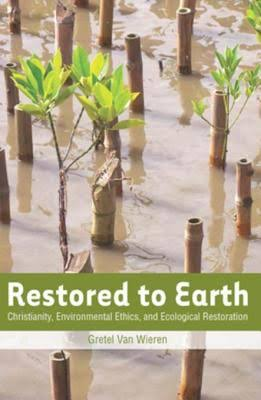 Restored to Earth
Christianity, Environmental Ethics, and Ecological Restoration
Gretel Van Wieren